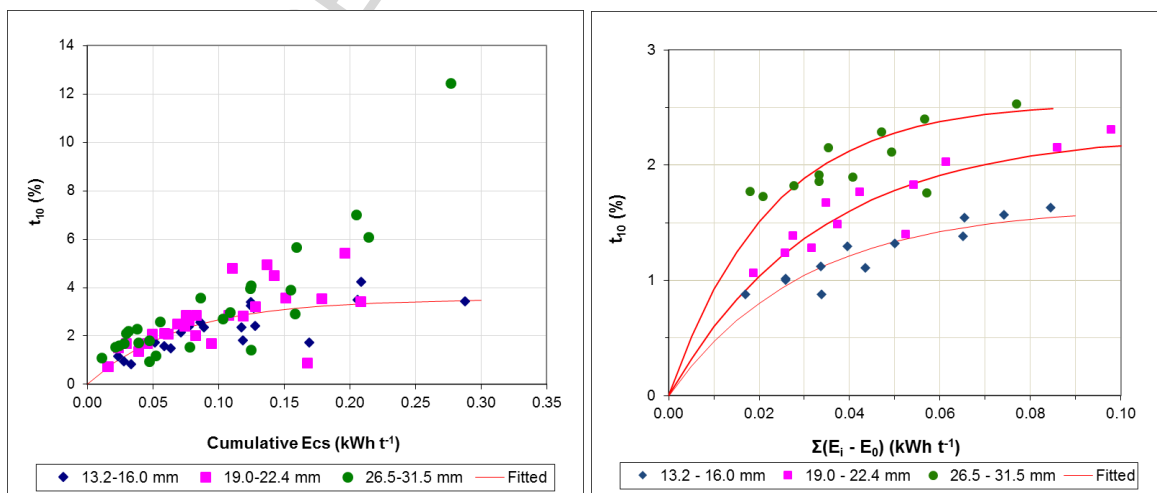 t₁₀ (%)
14
12
10
8
6
4
2
0
0.00 0.05 0.10 0.15 0.20 0.25 0.30 0.35
Cumulative Ecs (kWh t⁻¹)
13.2-16.0 mm 19.0-22.4 mm 26.5-31.5 mm Fitted
t₁₀ (%)
3
2
1
0
0.00 0.02 0.04 0.06 0.08 0.10
Σ(Eᵢ - E₀) (kWh t⁻¹)
13.2 - 16.0 mm 19.0 - 22.4 mm 26.5 - 31.5 mm Fitted